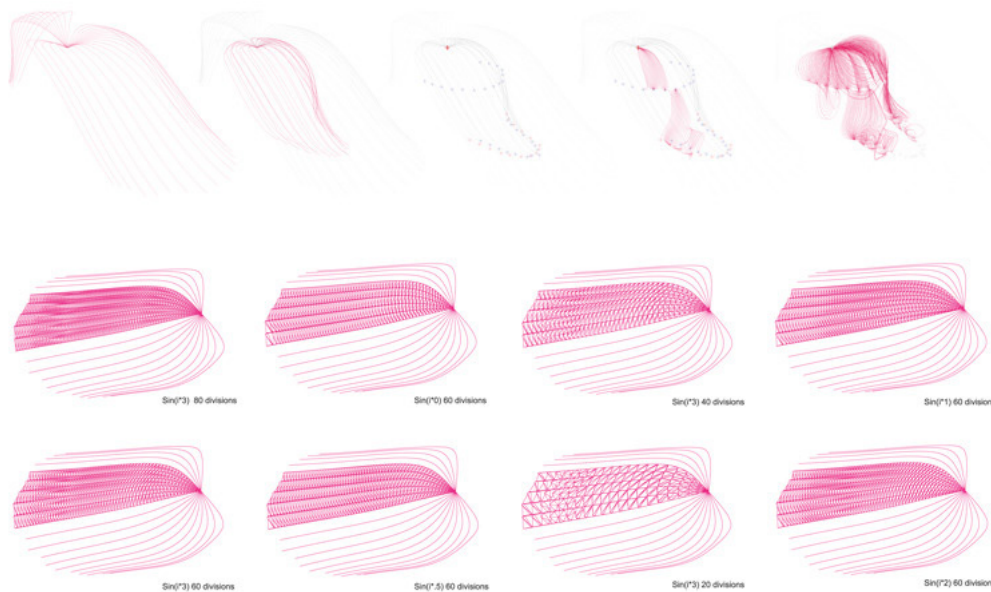 Sin(i*3) 80 divisions
Sin(i*0) 60 divisions
Sin(i*3) 40 divisions
Sin(i*1) 60 divisions
Sin(i*3) 60 divisions
Sin(i*.5) 60 divisions
Sin(i*3) 20 divisions
Sin(i*2) 60 divisions